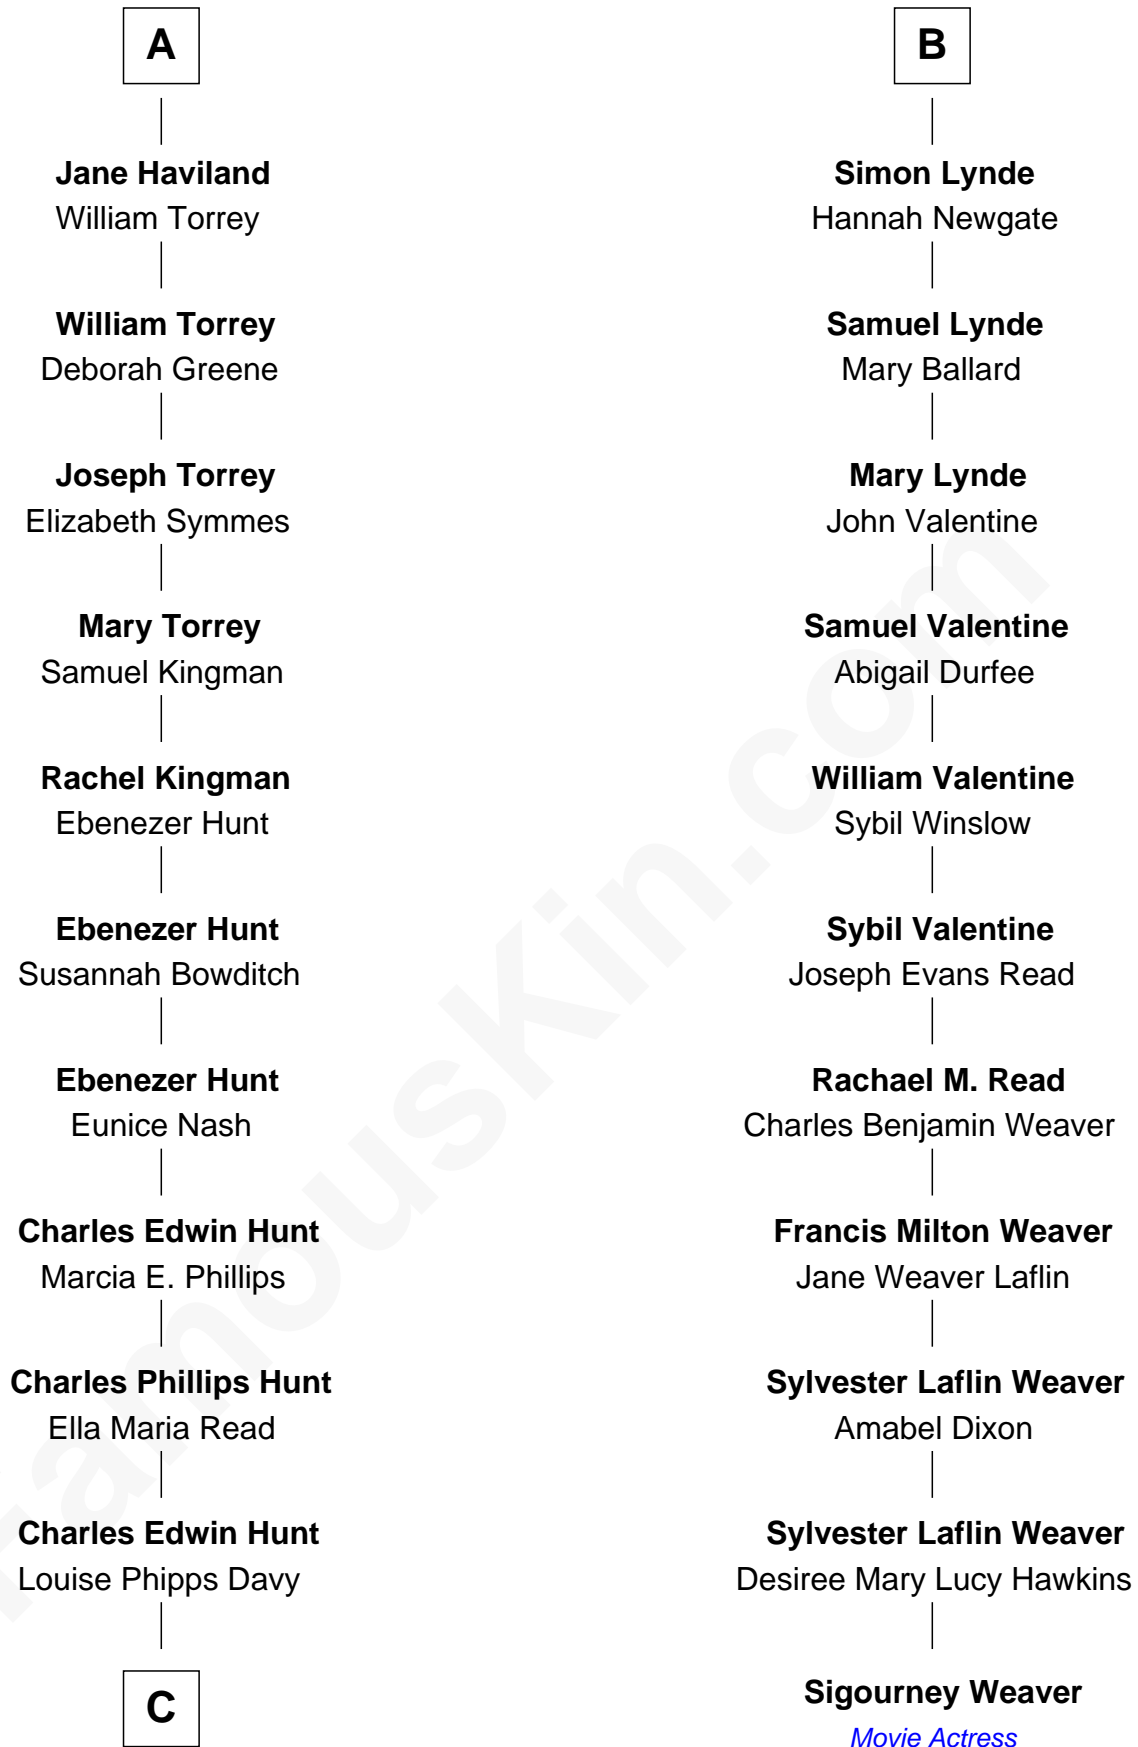 A
Jane Haviland
William Torrey
William Torrey
Deborah Greene
Joseph Torrey
Elizabeth Symmes
Mary Torrey
Samuel Kingman
Rachel Kingman
Ebenezer Hunt
Ebenezer Hunt
Susannah Bowditch
Ebenezer Hunt
Eunice Nash
Charles Edwin Hunt
Marcia E. Phillips
Charles Phillips Hunt
Ella Maria Read
Charles Edwin Hunt
Louise Phipps Davy
C
B
Simon Lynde
Hannah Newgate
Samuel Lynde
Mary Ballard
Mary Lynde
John Valentine
Samuel Valentine
Abigail Durfee
William Valentine
Sybil Winslow
Sybil Valentine
Joseph Evans Read
Rachael M. Read
Charles Benjamin Weaver
Francis Milton Weaver
Jane Weaver Laflin
Sylvester Laflin Weaver
Amabel Dixon
Sylvester Laflin Weaver
Desiree Mary Lucy Hawkins
Sigourney Weaver
Movie Actress
FamousKin.com